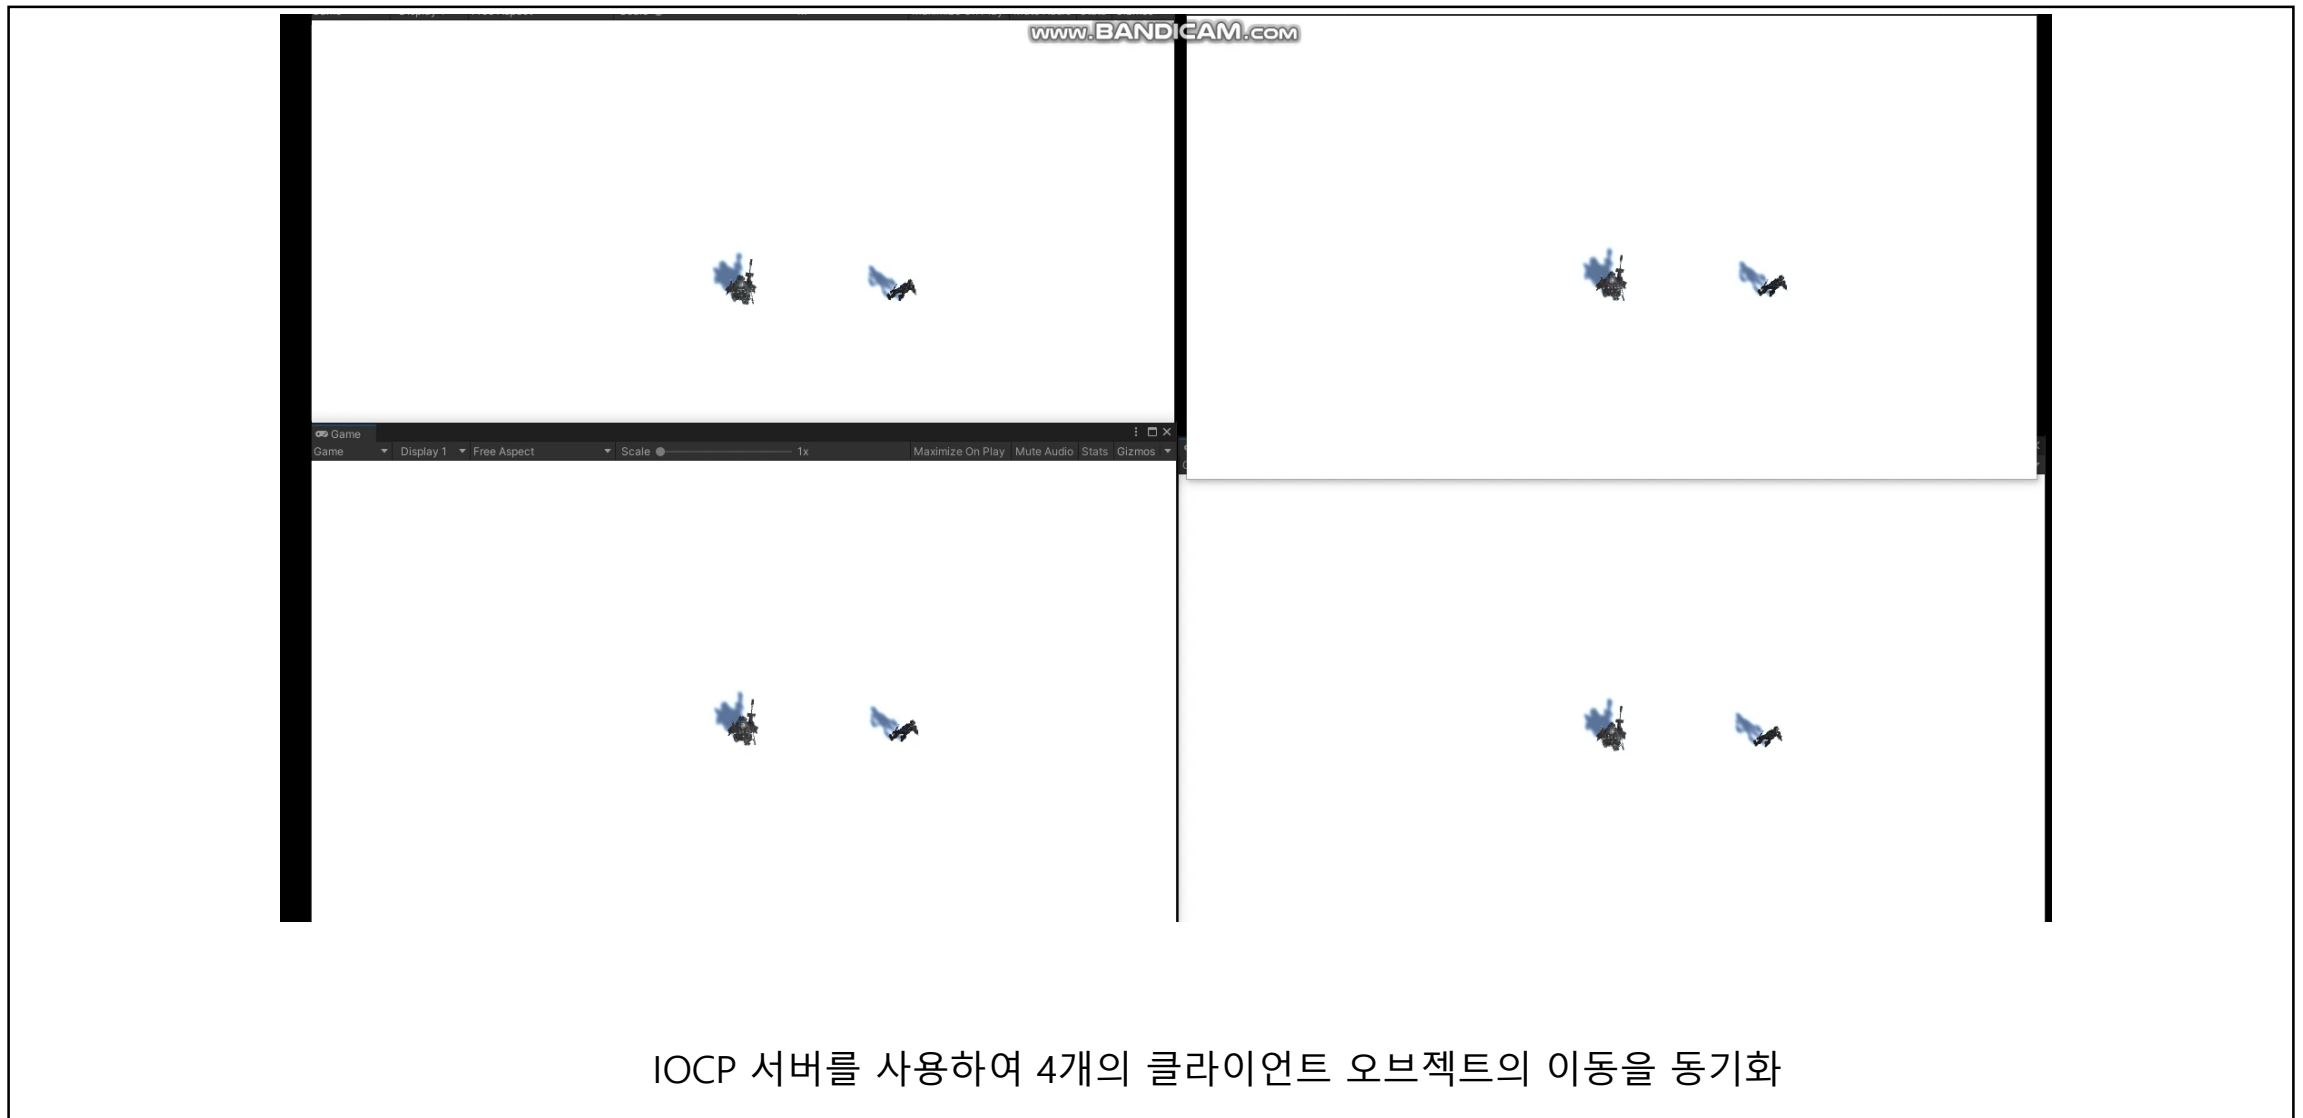 www.BANDICAM.com
Game
Game Display 1 Free Aspect Scale 1x Maximize On Play Mute Audio Stats Gizmos
IOCP 서버를 사용하여 4개의 클라이언트 오브젝트의 이동을 동기화